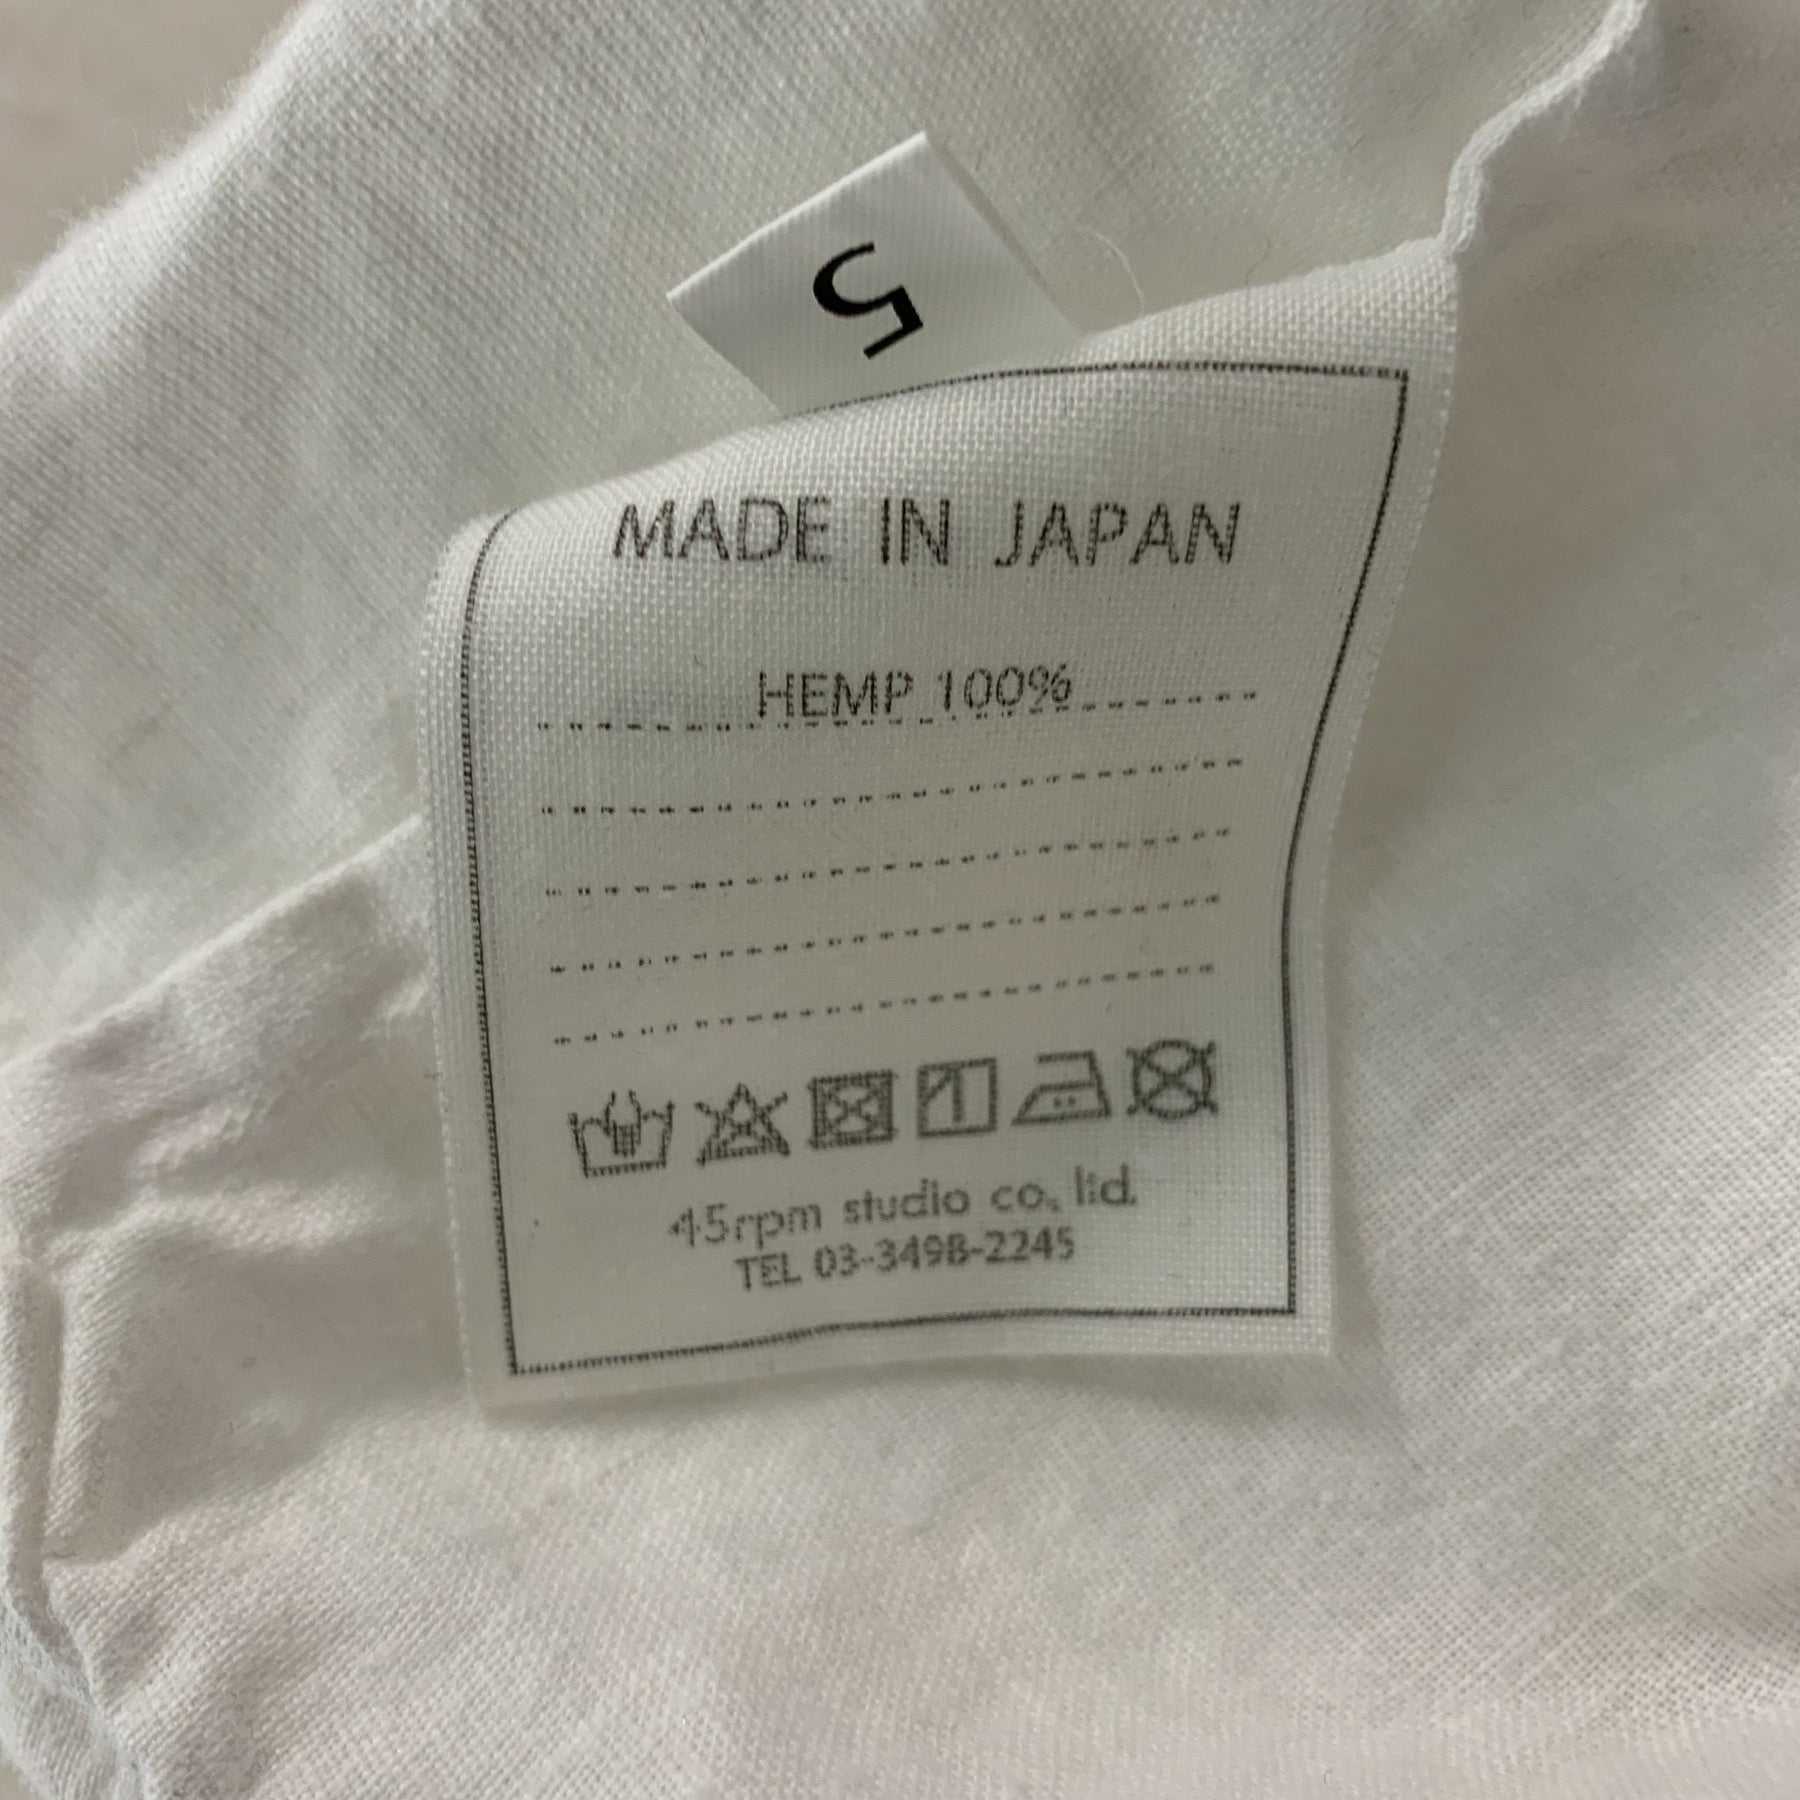 5
MADE IN JAPAN
HEMP 100%
45rpm studio co., ltd.
TEL 03-3498-2245